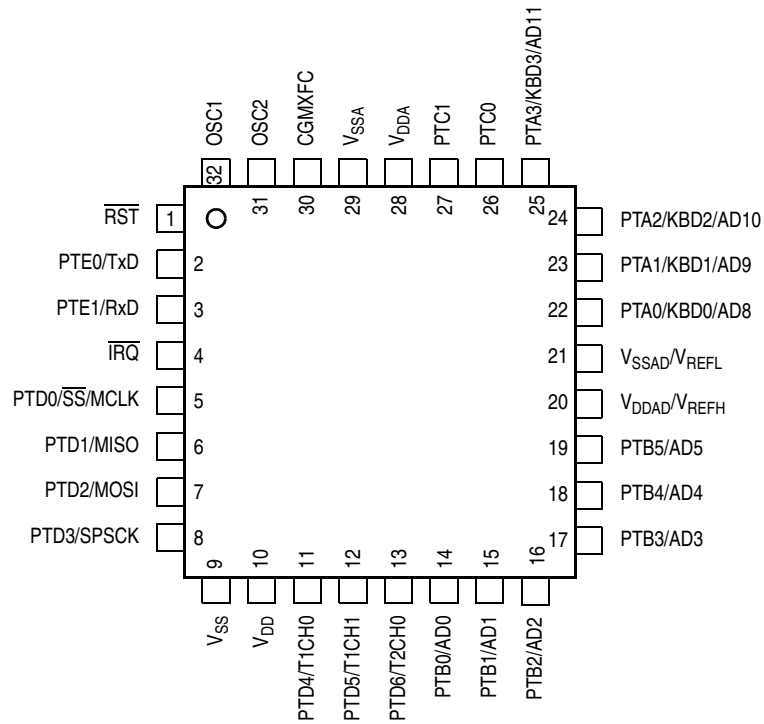 OSC1
OSC2
CGMXFC
VSSA
VDDA
PTC1
PTC0
PTA3/KBD3/AD11
32
31
30
29
28
27
26
25
RST
1
PTE0/TxD
2
PTE1/RxD
3
IRQ
4
PTD0/SS/MCLK
5
PTD1/MISO
6
PTD2/MOSI
7
PTD3/SPSCK
8
24
PTA2/KBD2/AD10
23
PTA1/KBD1/AD9
22
PTA0/KBD0/AD8
21
VSSAD/VREFL
20
VDDAD/VREFH
19
PTB5/AD5
18
PTB4/AD4
17
PTB3/AD3
9
10
11
12
13
14
15
16
VSS
VDD
PTD4/T1CH0
PTD5/T1CH1
PTD6/T2CH0
PTB0/AD0
PTB1/AD1
PTB2/AD2